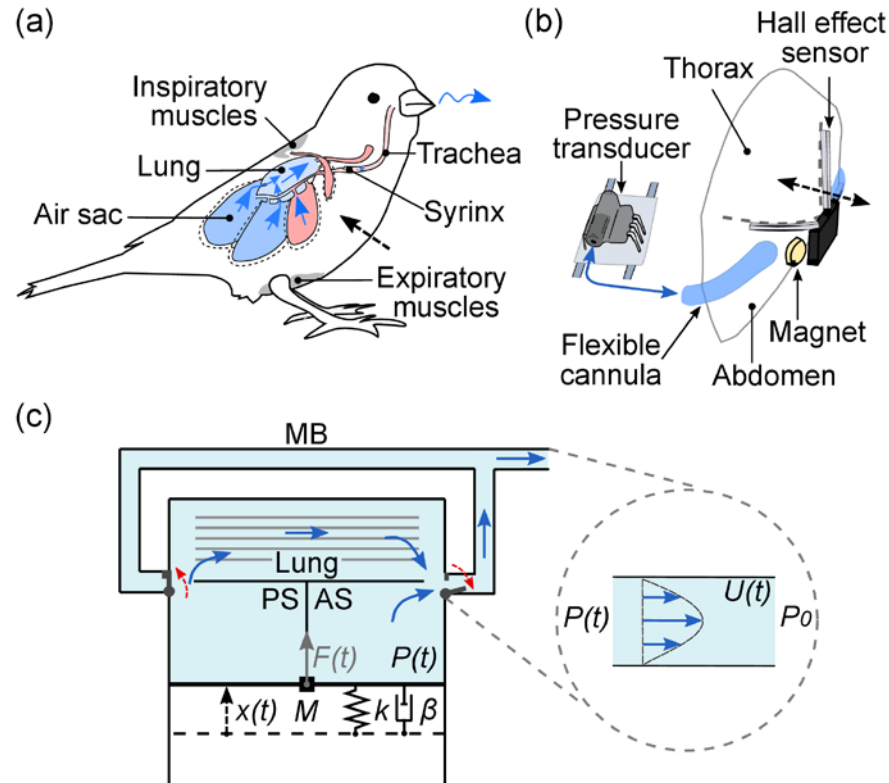 (a)
Inspiratory
muscles
Lung
Air sac
Trachea
Syrinx
Expiratory
muscles
(b)
Hall effect
sensor
Thorax
Pressure
transducer
Flexible
cannula
Magnet
Abdomen
(c)
MB
Lung
PS AS
F(t) P(t)
x(t) M k β
P(t) U(t) P0